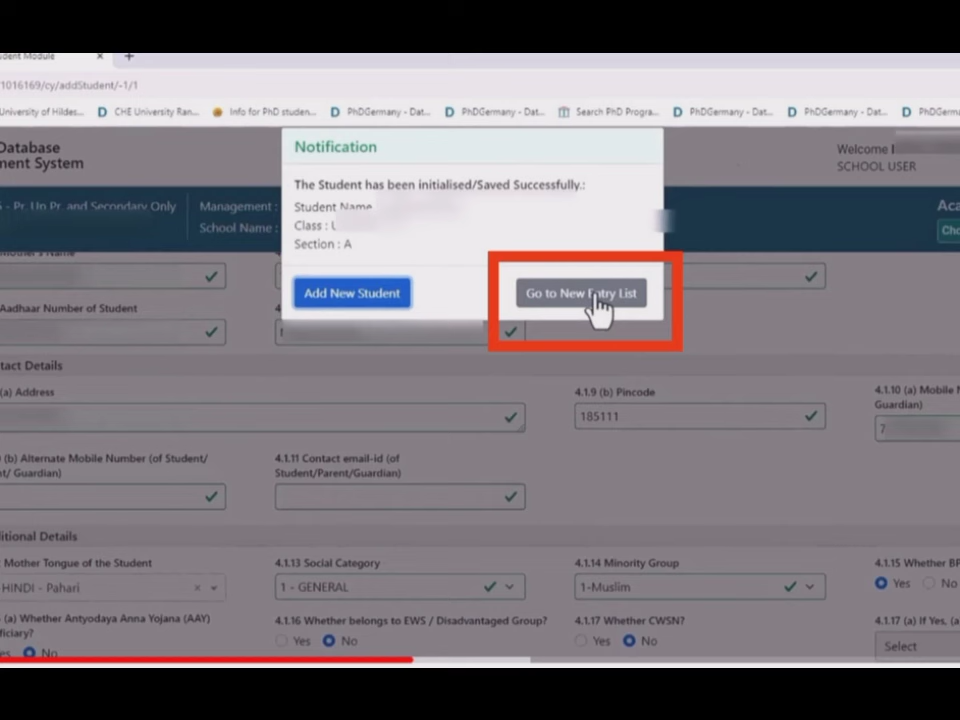 udent Module
1016169/cy/addStudent/-1/1
University of Hildes... CHE University Ran... Info for PhD studen... PhDGermany - Dat... PhDGermany - Dat... Search PhD Progra... PhDGermany - Dat... PhDGermany - Dat... PhDGerm
Database
ment System
Welcome
SCHOOL USER
- Pr. Up Pr. and Secondary Only
Management :
School Name :
Aca
Cho
Notification
The Student has been initialised/Saved Successfully.:
Student Name
Class :
Section : A
Add New Student
Go to New Entry List
Mother's Name
Aadhaar Number of Student
tact Details
(a) Address
4.1.9 (b) Pincode
4.1.10 (a) Mobile
Guardian)
185111
7
(b) Alternate Mobile Number (of Student/
nt/ Guardian)
4.1.11 Contact email-id (of
Student/Parent/Guardian)
itional Details
Mother Tongue of the Student
4.1.13 Social Category
4.1.14 Minority Group
4.1.15 Whether BP
HINDI - Pahari
1 - GENERAL
1-Muslim
Yes No
(a) Whether Antyodaya Anna Yojana (AAY)
ficiary?
4.1.16 Whether belongs to EWS / Disadvantaged Group?
4.1.17 Whether CWSN?
4.1.17 (a) If Yes, (a
es No
Yes No
Yes No
Select